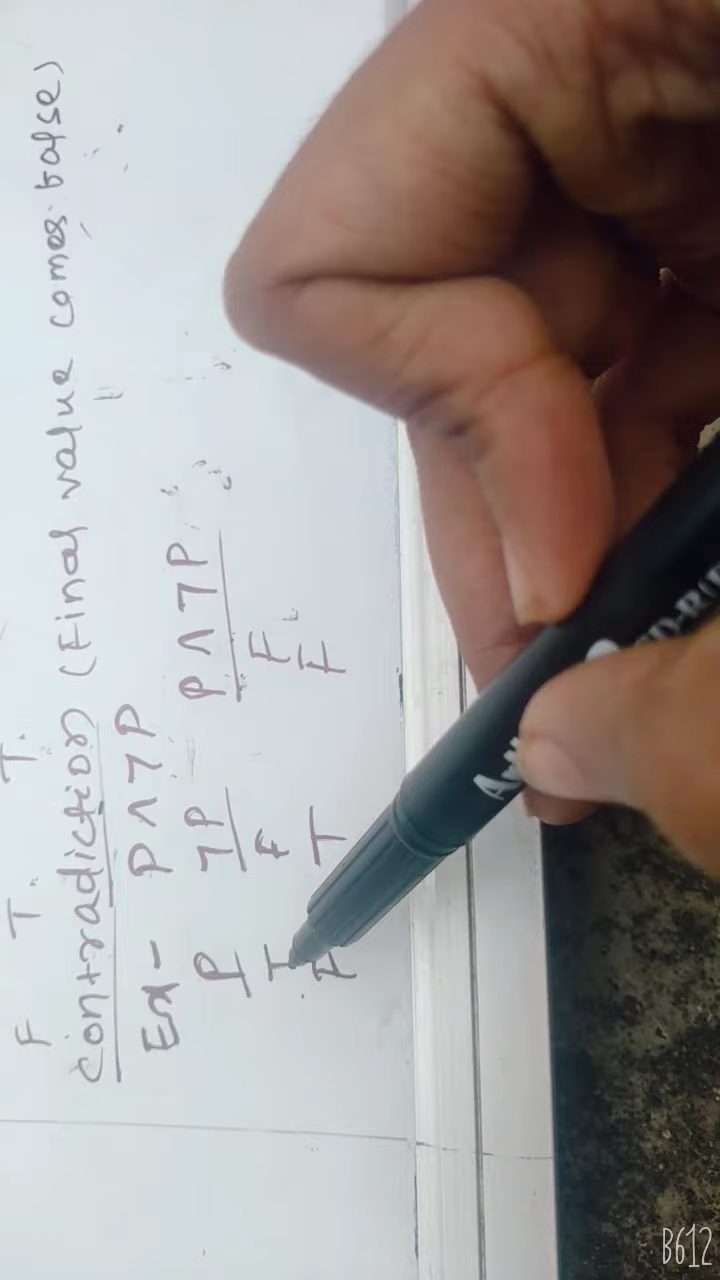 F T. T.
Contradiction (Final value comes false)
Ex- P∧¬P
P ¬P P∧¬P
T F F
F T F
B612